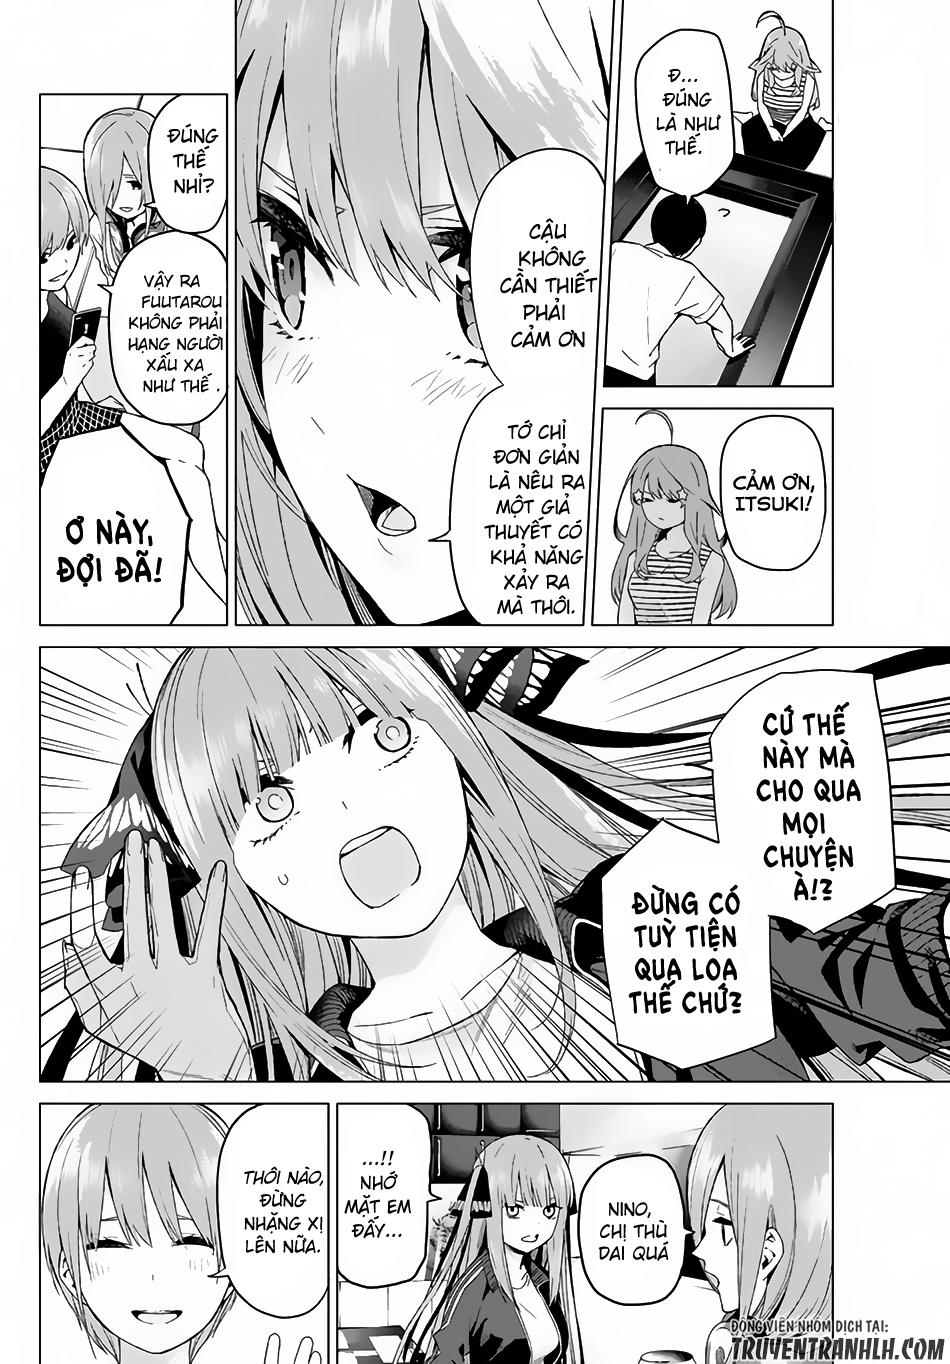 Đ...
ĐÚNG
LÀ NHƯ
THẾ.
CẢM ƠN,
ITSUKI!
CẬU
KHÔNG
CẦN THIẾT
PHẢI
CẢM ƠN
TỚ CHỈ
ĐƠN GIẢN
LÀ NÊU RA
MỘT GIẢ
THUYẾT CÓ
KHẢ NĂNG
XẢY RA
MÀ THÔI.
ĐÚNG
THẾ
NHỈ?
VẬY RA
FUUTAROU
KHÔNG PHẢI
HẠNG NGƯỜI
XẤU XA
NHƯ THẾ .
Ơ NÀY,
ĐỢI ĐÃ!
CỨ THẾ
NÀY MÀ
CHO QUA
MỌI
CHUYỆN
À!?
ĐỪNG CÓ
TUỲ TIỆN
QUA LOA
THẾ CHỨ?
NINO,
CHỊ THÙ
DAI QUÁ
...!!
NHỚ
MẶT EM
ĐẤY...
THÔI NÀO,
ĐỪNG
NHẶNG XỊ
LÊN NỮA.
ĐỘNG VIÊN NHÓM DỊCH TẠI:
TRUYENTRANHLH.COM